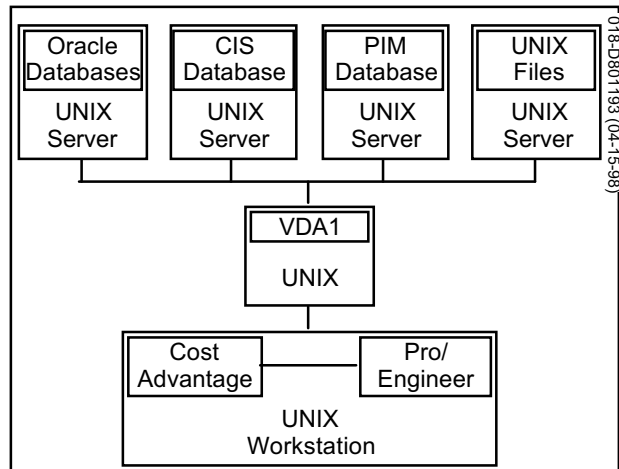 Oracle
Databases
UNIX
Server
CIS
Database
UNIX
Server
PIM
Database
UNIX
Server
UNIX
Files
UNIX
Server
018-D801193 (04-15-98)
VDA1
UNIX
Cost
Advantage
Pro/
Engineer
UNIX
Workstation